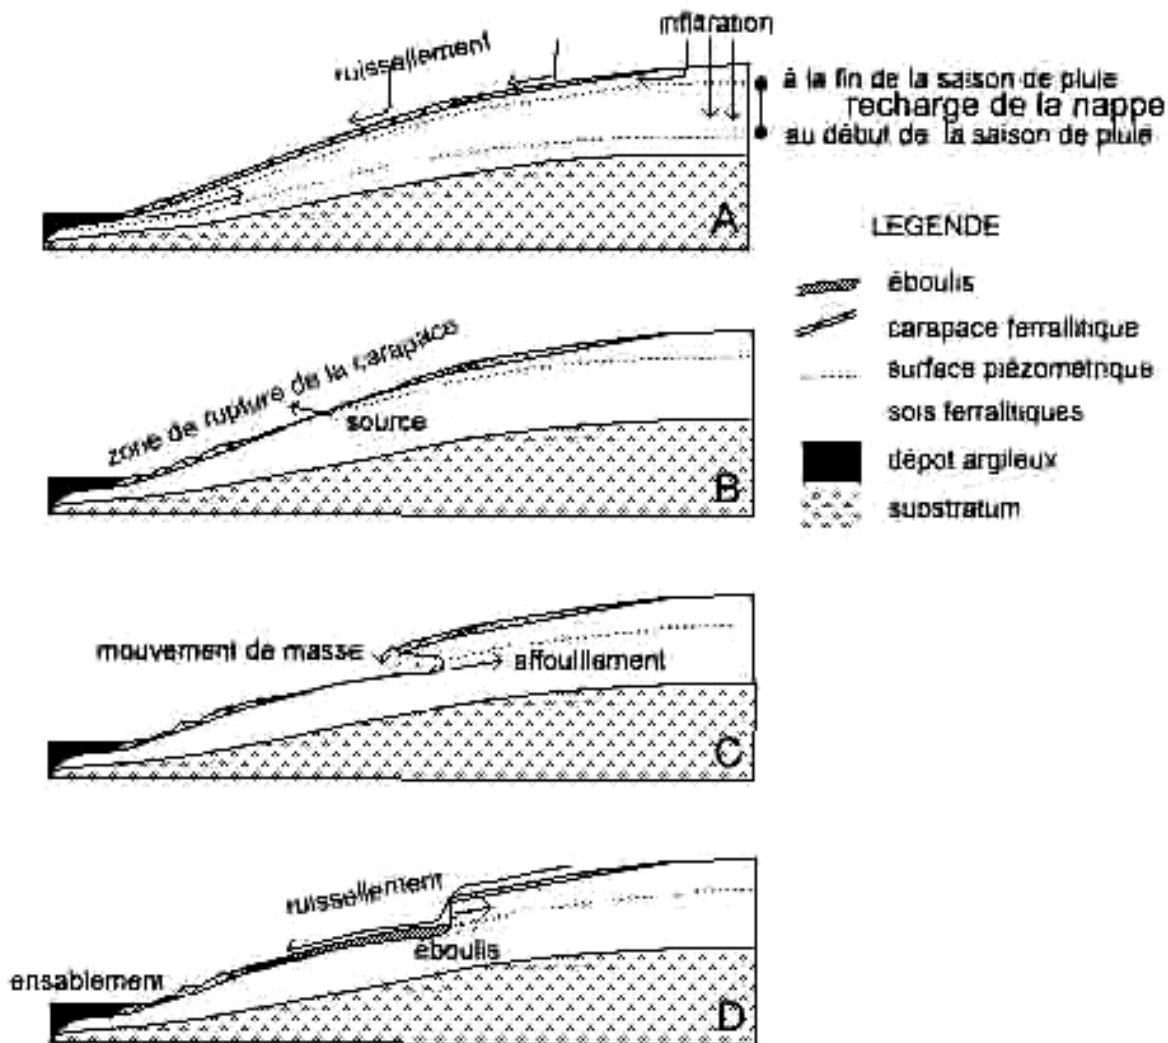 infiltration
ruissellement
à la fin de la saison de pluie
recharge de la nappe
au début de la saison de pluie
A
LEGENDE
éboulis
carapace ferrallitique
surface piézométrique
sols ferralitiques
dépot argileux
substratum
zone de rupture de la carapace
source
B
mouvement de masse
affouillement
C
ruissellement
éboulis
ensablement
D